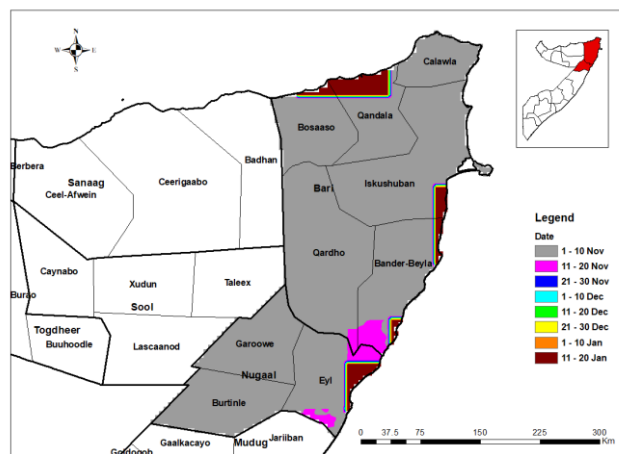 N
W E
S
Calawla
Qandala
Bosaaso
Badhan
Berbera
Sanaag
Ceel-Afwein
Ceerigaabo
Bari
Iskushuban
Qardho
Bander-Beyla
Caynabo
Xudun
Taleex
Burao
Sool
Togdheer
Buuhoodle
Lascaanod
Garoowe
Nugaal
Eyl
Burtinle
Gaalkacayo
Mudug
Jariiban
Legend
Date
1 - 10 Nov
11 - 20 Nov
21 - 30 Nov
1 - 10 Dec
11 - 20 Dec
21 - 30 Dec
1 - 10 Jan
11 - 20 Jan
0 37.5 75 150 225 300
Km